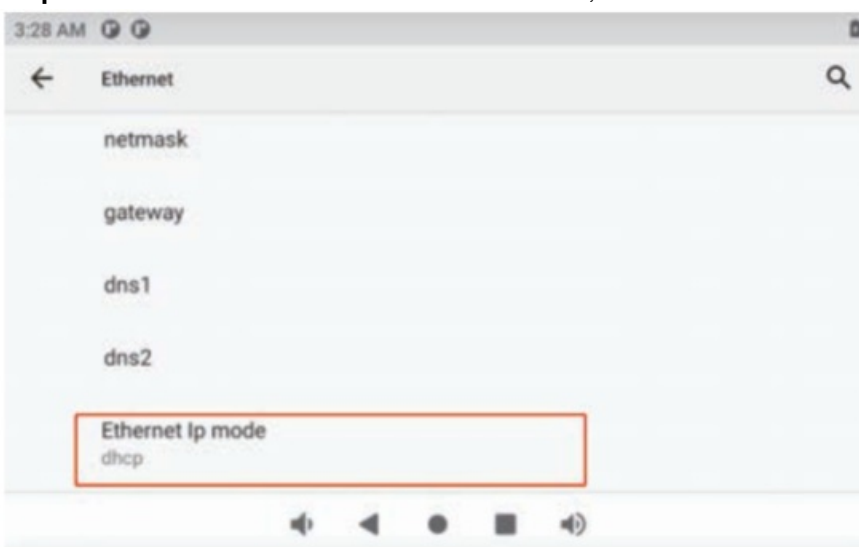 3:28 AM
Ethernet
netmask
gateway
dns1
dns2
Ethernet Ip mode
dhcp